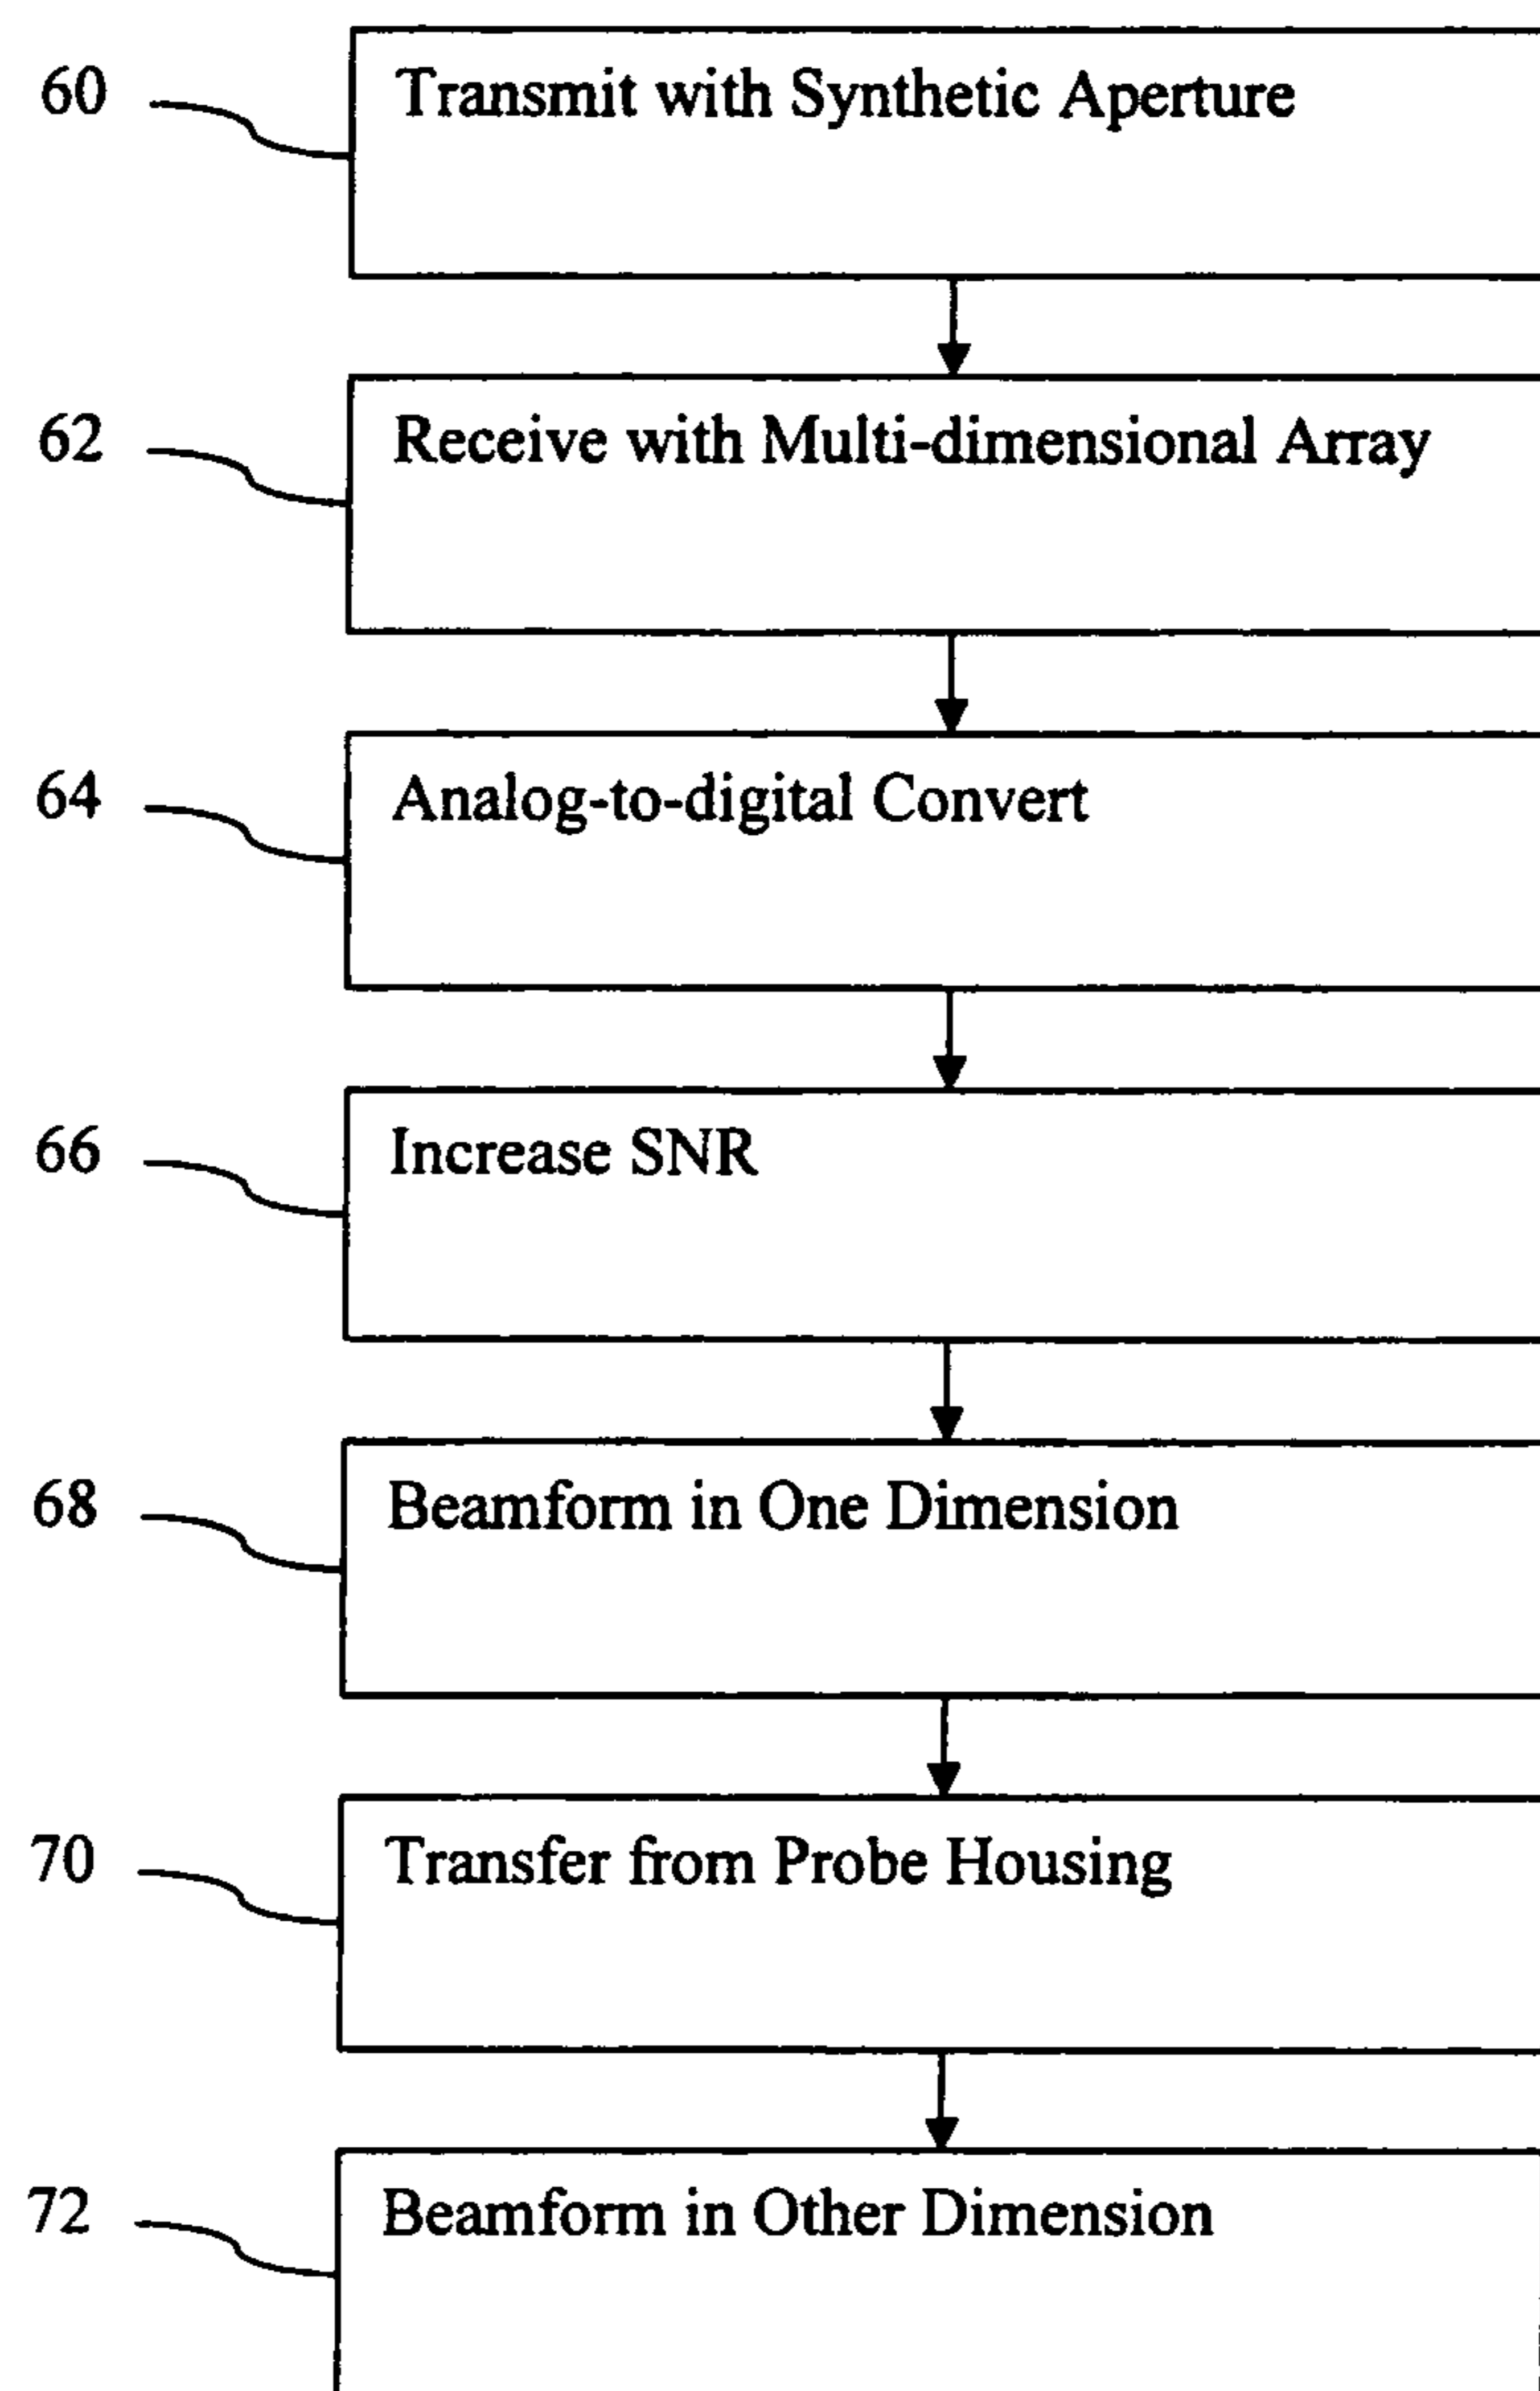 60 Transmit with Synthetic Aperture
62 Receive with Multi-dimensional Array
64 Analog-to-digital Convert
66 Increase SNR
68 Beamform in One Dimension
70 Transfer from Probe Housing
72 Beamform in Other Dimension